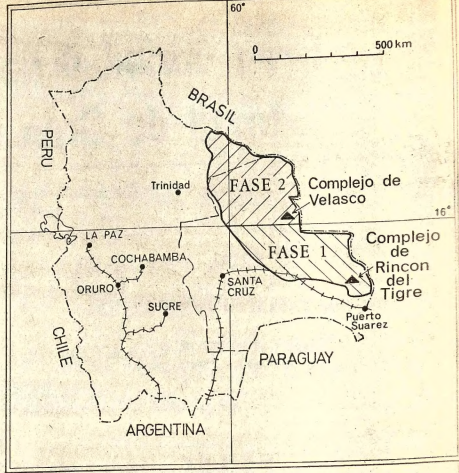 60°
0 500 km
BRASIL
PERU
Trinidad
FASE 2
Complejo de
Velasco
16°
LA PAZ
COCHABAMBA
ORURO
SANTA
CRUZ
SUCRE
FASE 1
Complejo
de
Rincon
del
Tigre
Puerto
Suarez
CHILE
PARAGUAY
ARGENTINA